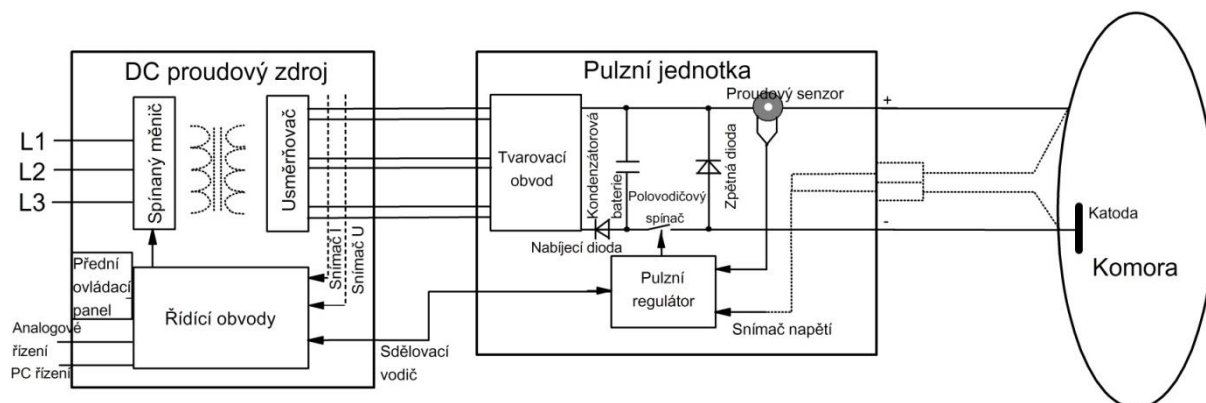 DC proudový zdroj
L1
L2
L3
Spínaný měnič
Usměrňovač
Snímač I
Snímač U
Přední
ovládací
panel
Řídící obvody
Analogové
řízení
PC řízení
Sdělovací
vodič
Pulzní jednotka
Tvarovací
obvod
Kondenzátorová
baterie
Nabíjecí dioda
Polovodičový
spínač
Zpětná dioda
Proudový senzor
Pulzní
regulátor
Snímač napětí
+
-
Katoda
Komora